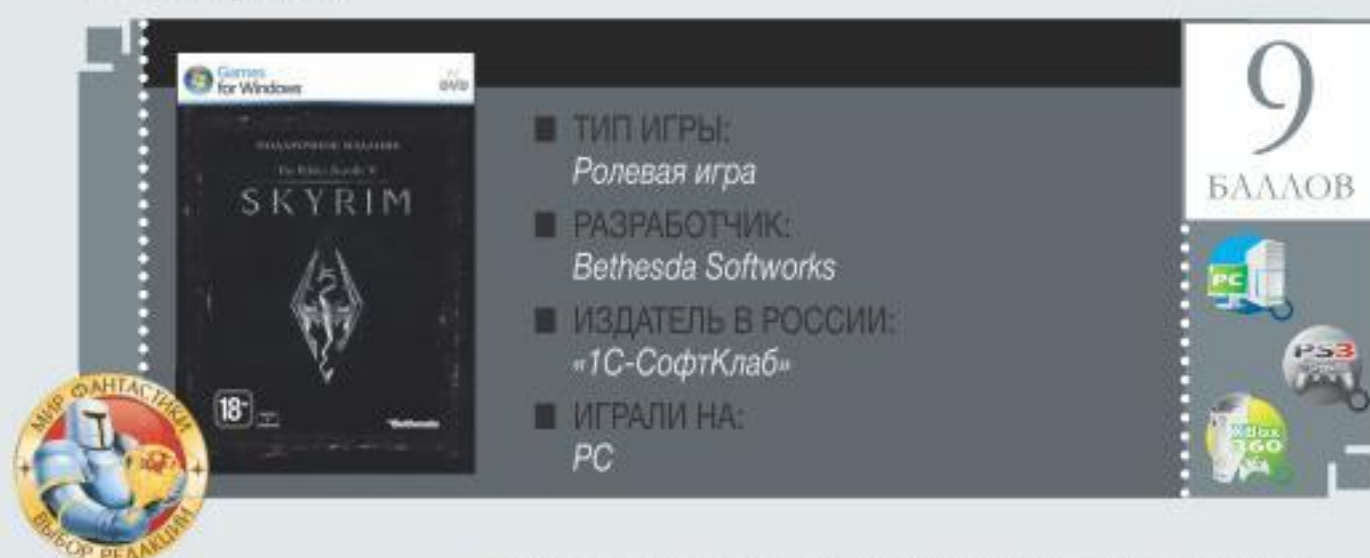 Games
for Windows
PC
DVD
ПОДАРОЧНОЕ ИЗДАНИЕ
The Elder Scrolls V
SKYRIM
18+
Bethesda
МИР ФАНТАСТИКИ
ВЫБОР РЕДАКЦИИ
■ ТИП ИГРЫ:
Ролевая игра
■ РАЗРАБОТЧИК:
Bethesda Softworks
■ ИЗДАТЕЛЬ В РОССИИ:
«1С-СофтКлаб»
■ ИГРАЛИ НА:
PC
9
БАЛЛОВ
PC
PS3
XBox
360